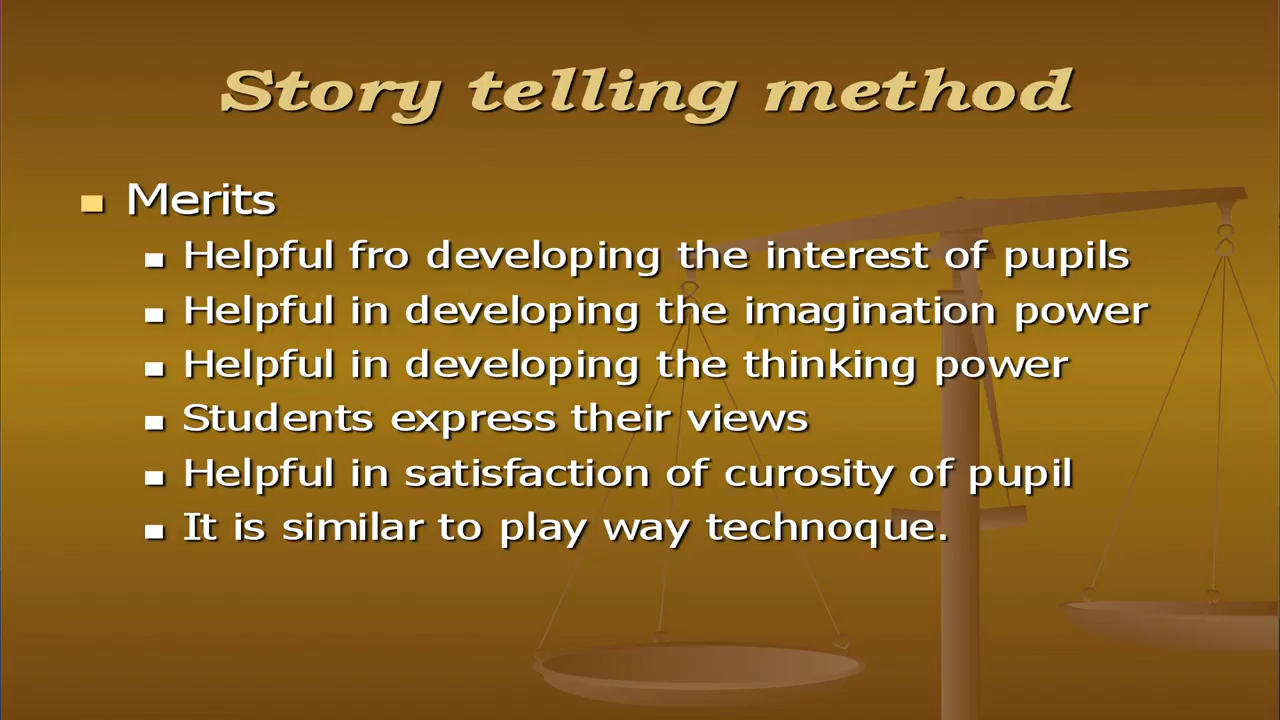 Story telling method
Merits
Helpful fro developing the interest of pupils
Helpful in developing the imagination power
Helpful in developing the thinking power
Students express their views
Helpful in satisfaction of curosity of pupil
It is similar to play way technoque.